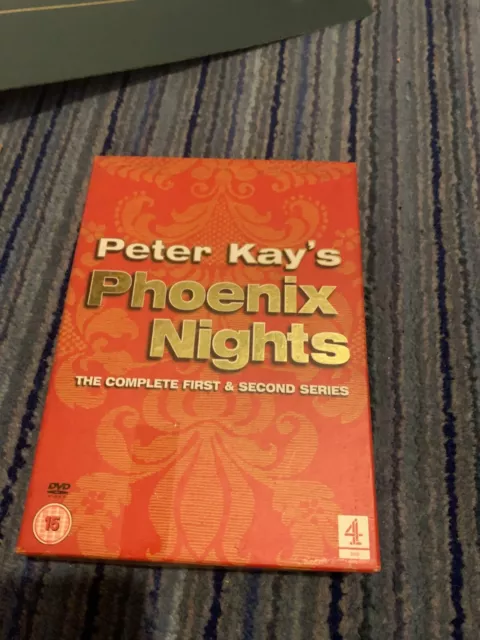 Peter Kay's
Phoenix
Nights
THE COMPLETE FIRST & SECOND SERIES
DVD
15
4